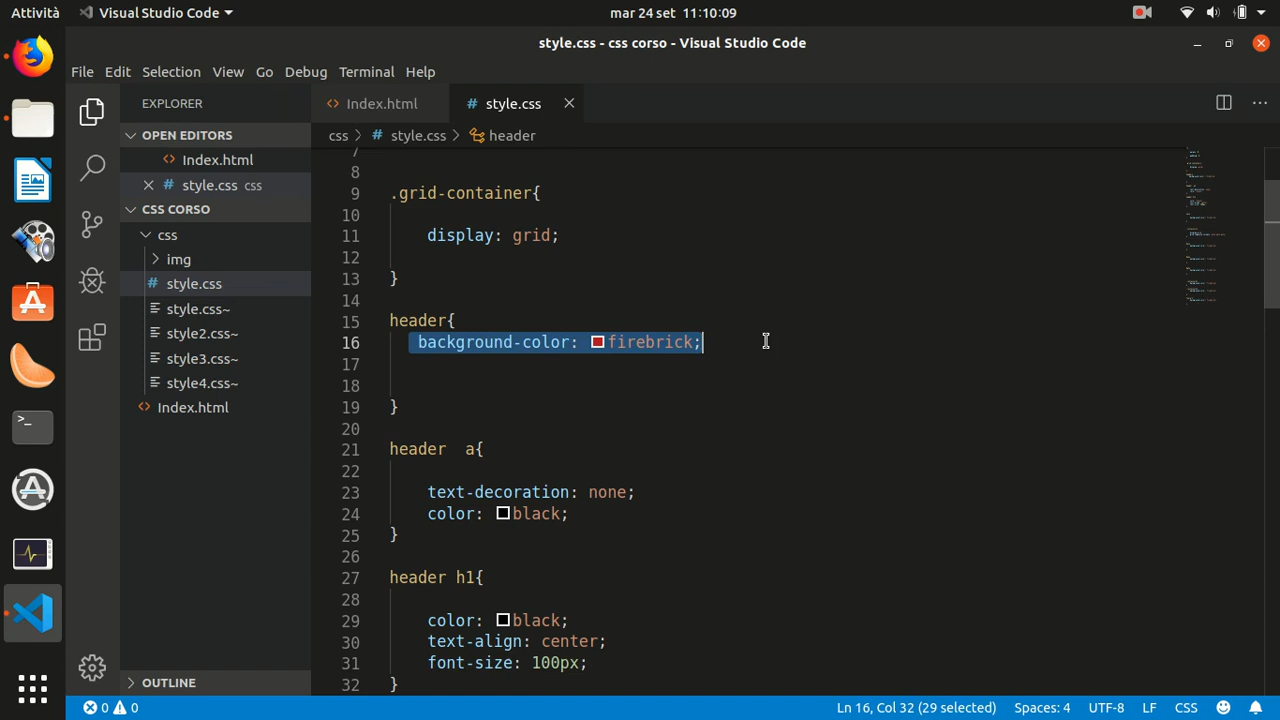 Attività Visual Studio Code mar 24 set 11:10:09
style.css - css corso - Visual Studio Code
File Edit Selection View Go Debug Terminal Help
EXPLORER
OPEN EDITORS
Index.html
style.css css
CSS CORSO
css
img
# style.css
style.css~
style2.css~
style3.css~
style4.css~
Index.html
OUTLINE
Index.html # style.css
css # style.css header
7
8
9 .grid-container{
10
11 display: grid;
12
13 }
14
15 header{
16 background-color: firebrick;
17
18
19 }
20
21 header  a{
22
23 text-decoration: none;
24 color: black;
25 }
26
27 header h1{
28
29 color: black;
30 text-align: center;
31 font-size: 100px;
32 }
0 0 Ln 16, Col 32 (29 selected) Spaces: 4 UTF-8 LF CSS